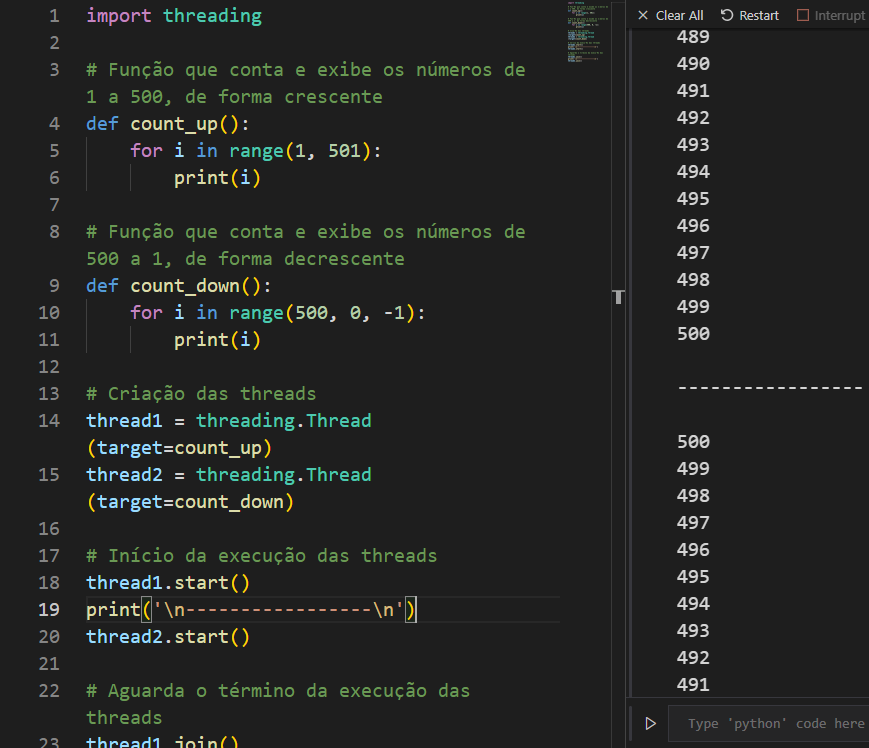 1 import threading
2
3 # Função que conta e exibe os números de
1 a 500, de forma crescente
4 def count_up():
5 for i in range(1, 501):
6 print(i)
7
8 # Função que conta e exibe os números de
500 a 1, de forma decrescente
9 def count_down():
10 for i in range(500, 0, -1):
11 print(i)
12
13 # Criação das threads
14 thread1 = threading.Thread
(target=count_up)
15 thread2 = threading.Thread
(target=count_down)
16
17 # Início da execução das threads
18 thread1.start()
19 print('\n-----------------\n')
20 thread2.start()
21
22 # Aguarda o término da execução das
threads
23 thread1.join()
Clear All Restart Interrupt
489
490
491
492
493
494
495
496
497
498
499
500
-----------------
500
499
498
497
496
495
494
493
492
491
Type 'python' code here